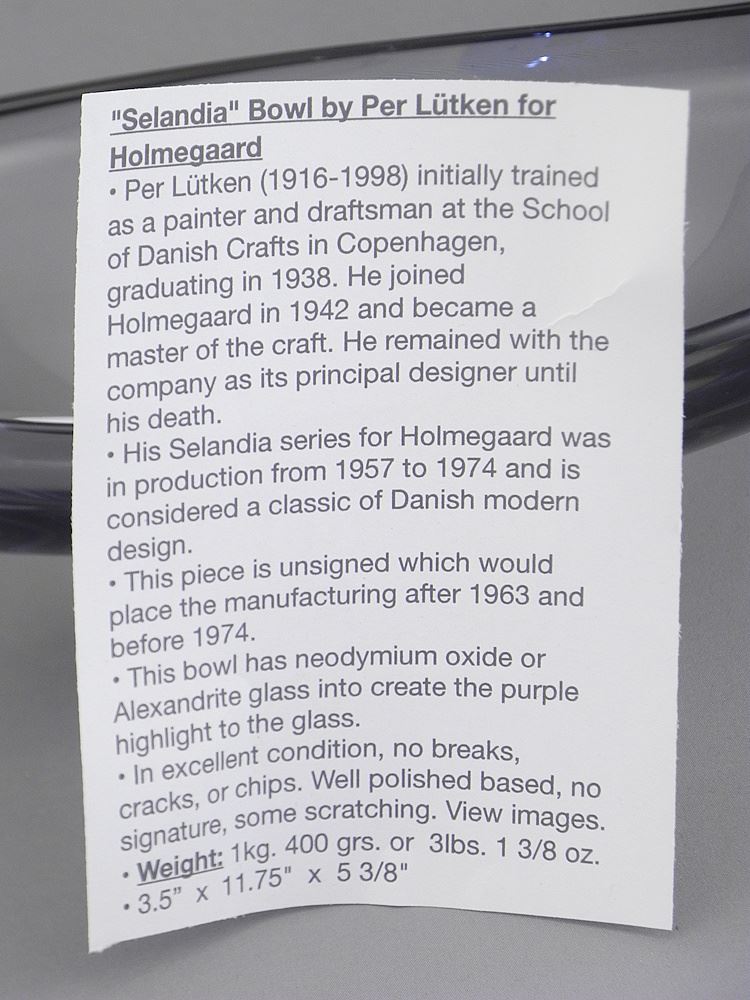 "Selandia" Bowl by Per Lütken for
Holmegaard
• Per Lütken (1916-1998) initially trained
as a painter and draftsman at the School
of Danish Crafts in Copenhagen,
graduating in 1938. He joined
Holmegaard in 1942 and became a
master of the craft. He remained with the
company as its principal designer until
his death.
• His Selandia series for Holmegaard was
in production from 1957 to 1974 and is
considered a classic of Danish modern
design.
• This piece is unsigned which would
place the manufacturing after 1963 and
before 1974.
• This bowl has neodymium oxide or
Alexandrite glass into create the purple
highlight to the glass.
• In excellent condition, no breaks,
cracks, or chips. Well polished based, no
signature, some scratching. View images.
• Weight: 1kg. 400 grs. or 3lbs. 1 3/8 oz.
• 3.5" x 11.75" x 5 3/8"